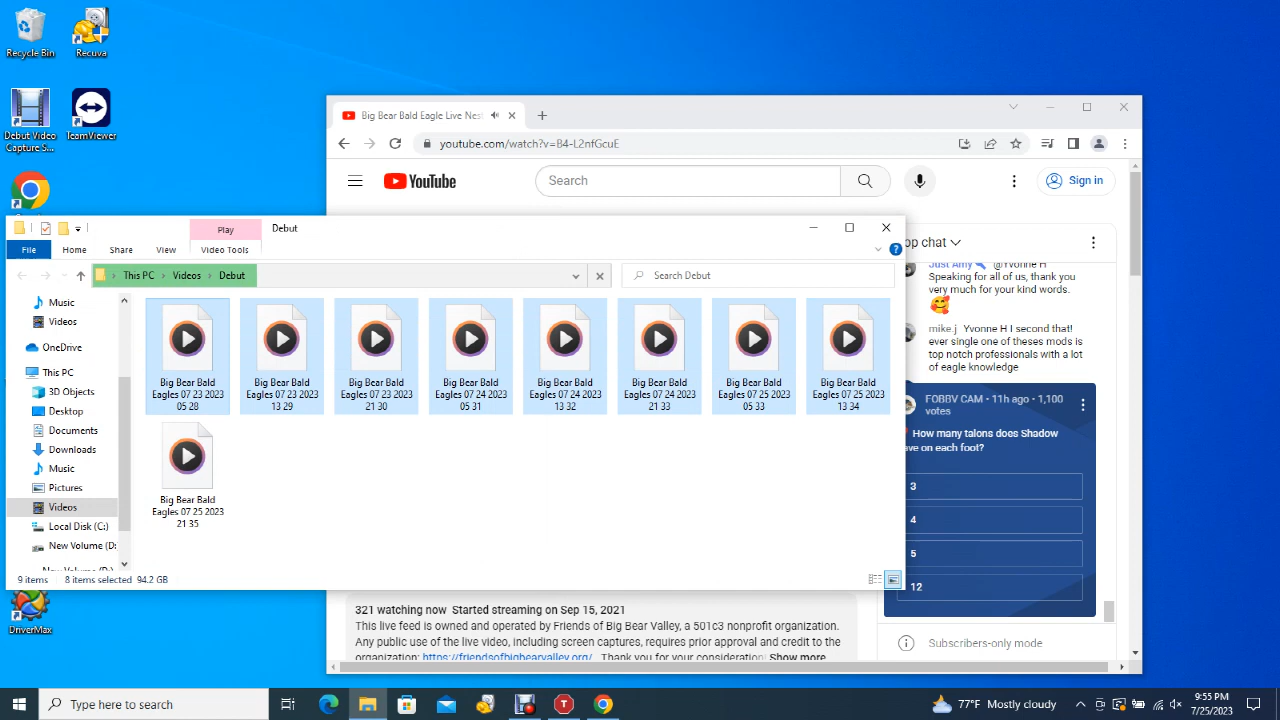 Recycle Bin
Recuva
Debut Video
Capture S...
TeamViewer
Big Bear Bald Eagle Live Nest
youtube.com/watch?v=B4-L2nfGcuE
YouTube
Search
Sign in
Play
Debut
File
Home
Share
View
Video Tools
This PC
Videos
Debut
Search Debut
Music
Videos
OneDrive
This PC
3D Objects
Desktop
Documents
Downloads
Music
Pictures
Videos
Local Disk (C:)
New Volume (D:
Big Bear Bald
Eagles 07 23 2023
05 28
Big Bear Bald
Eagles 07 23 2023
13 29
Big Bear Bald
Eagles 07 23 2023
21 30
Big Bear Bald
Eagles 07 24 2023
05 31
Big Bear Bald
Eagles 07 24 2023
13 32
Big Bear Bald
Eagles 07 24 2023
21 33
Big Bear Bald
Eagles 07 25 2023
05 33
Big Bear Bald
Eagles 07 25 2023
13 34
Big Bear Bald
Eagles 07 25 2023
21 35
9 items
8 items selected 94.2 GB
op chat
Just Amy @Yvonne H
Speaking for all of us, thank you
very much for your kind words.
mike.j Yvonne H I second that!
ever single one of theses mods is
top notch professionals with a lot
of eagle knowledge
FOBBV CAM • 11h ago • 1,100
votes
How many talons does Shadow
ave on each foot?
3
4
5
12
Subscribers-only mode
321 watching now Started streaming on Sep 15, 2021
This live feed is owned and operated by Friends of Big Bear Valley, a 501c3 nonprofit organization.
Any public use of the live video, including screen captures, requires prior approval and credit to the
organization: https://friendsofbigbearvalley.org/ . Thank you for your consideration Show more
DriverMax
Type here to search
77°F Mostly cloudy
9:55 PM
7/25/2023